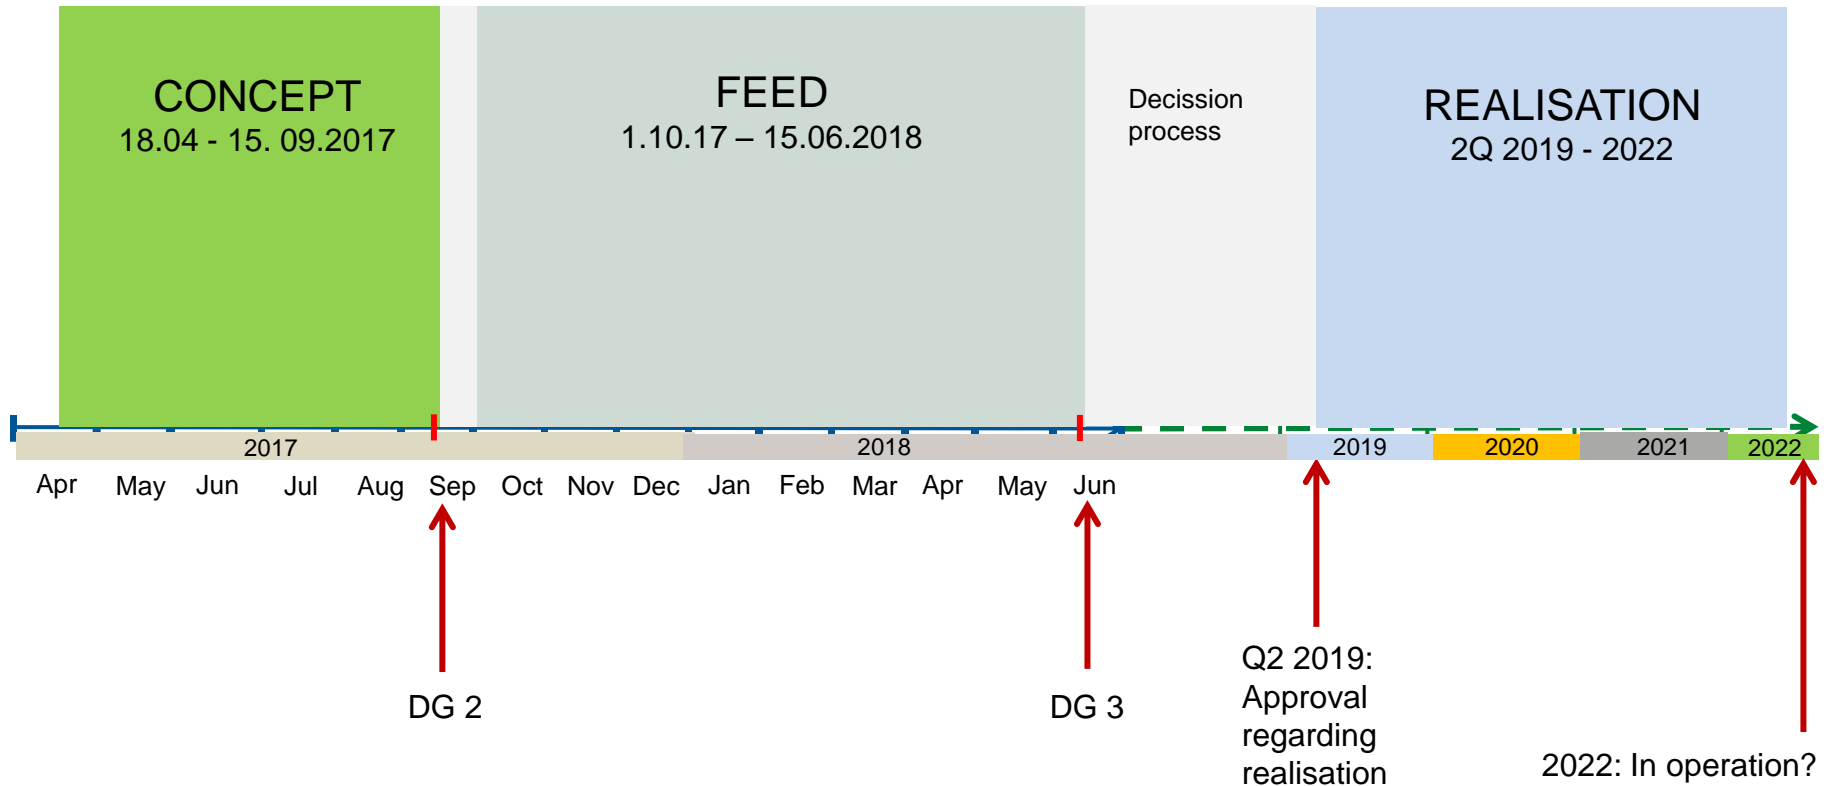 CONCEPT
18.04 - 15. 09.2017
FEED
1.10.17 – 15.06.2018
Decission
process
REALISATION
2Q 2019 - 2022
2017
2018
2019
2020
2021
2022
Apr
May
Jun
Jul
Aug
Sep
Oct
Nov
Dec
Jan
Feb
Mar
Apr
May
Jun
DG 2
DG 3
Q2 2019:
Approval
regarding
realisation
2022: In operation?